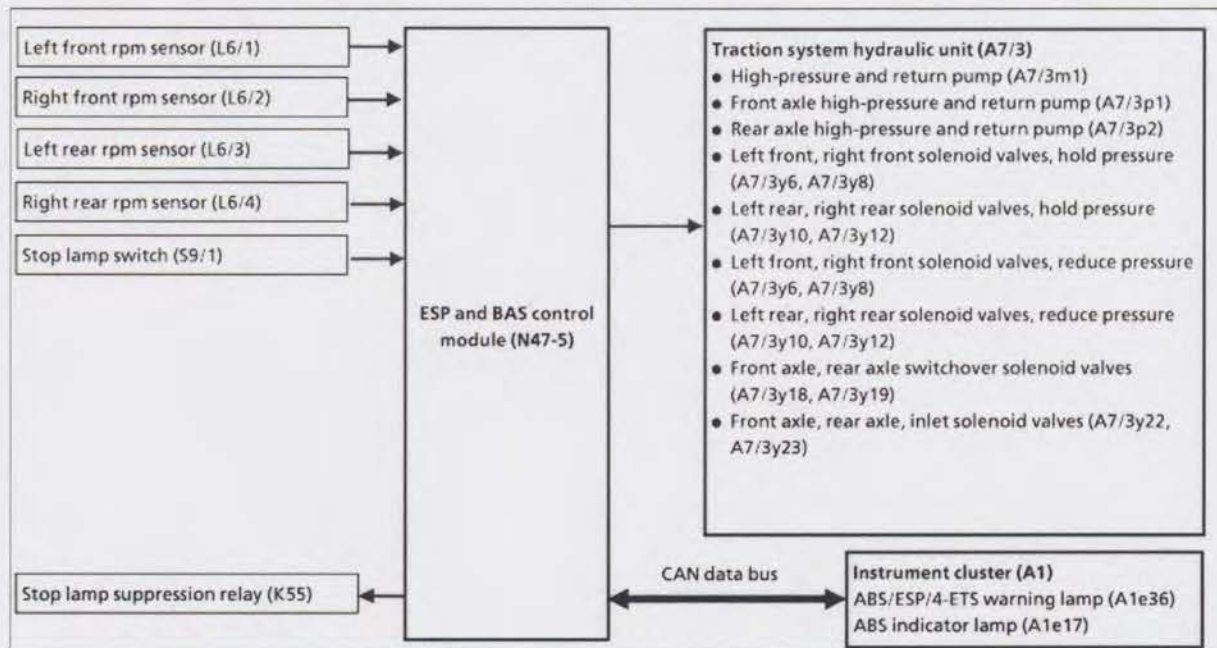 Left front rpm sensor (L6/1)
Right front rpm sensor (L6/2)
Left rear rpm sensor (L6/3)
Right rear rpm sensor (L6/4)
Stop lamp switch (S9/1)
Stop lamp suppression relay (K55)
ESP and BAS control
module (N47-5)
Traction system hydraulic unit (A7/3)
● High-pressure and return pump (A7/3m1)
● Front axle high-pressure and return pump (A7/3p1)
● Rear axle high-pressure and return pump (A7/3p2)
● Left front, right front solenoid valves, hold pressure
(A7/3y6, A7/3y8)
● Left rear, right rear solenoid valves, hold pressure
(A7/3y10, A7/3y12)
● Left front, right front solenoid valves, reduce pressure
(A7/3y6, A7/3y8)
● Left rear, right rear solenoid valves, reduce pressure
(A7/3y10, A7/3y12)
● Front axle, rear axle switchover solenoid valves
(A7/3y18, A7/3y19)
● Front axle, rear axle, inlet solenoid valves (A7/3y22,
A7/3y23)
CAN data bus
Instrument cluster (A1)
ABS/ESP/4-ETS warning lamp (A1e36)
ABS indicator lamp (A1e17)